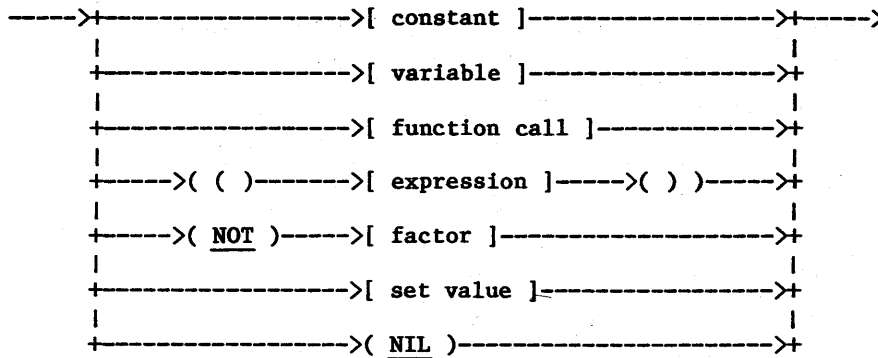 ----->+--------------->[ constant ]--------------->+----->
|                                            |
+--------------->[ variable ]--------------->+
|                                            |
+--------------->[ function call ]---------->+
|                                            |
+----->( ( )---->[ expression ]----->( ) )-->+
|                                            |
+----->( NOT )-->[ factor ]----------------->+
|                                            |
+--------------->[ set value ]-------------->+
|                                            |
+--------------->( NIL )-------------------->+